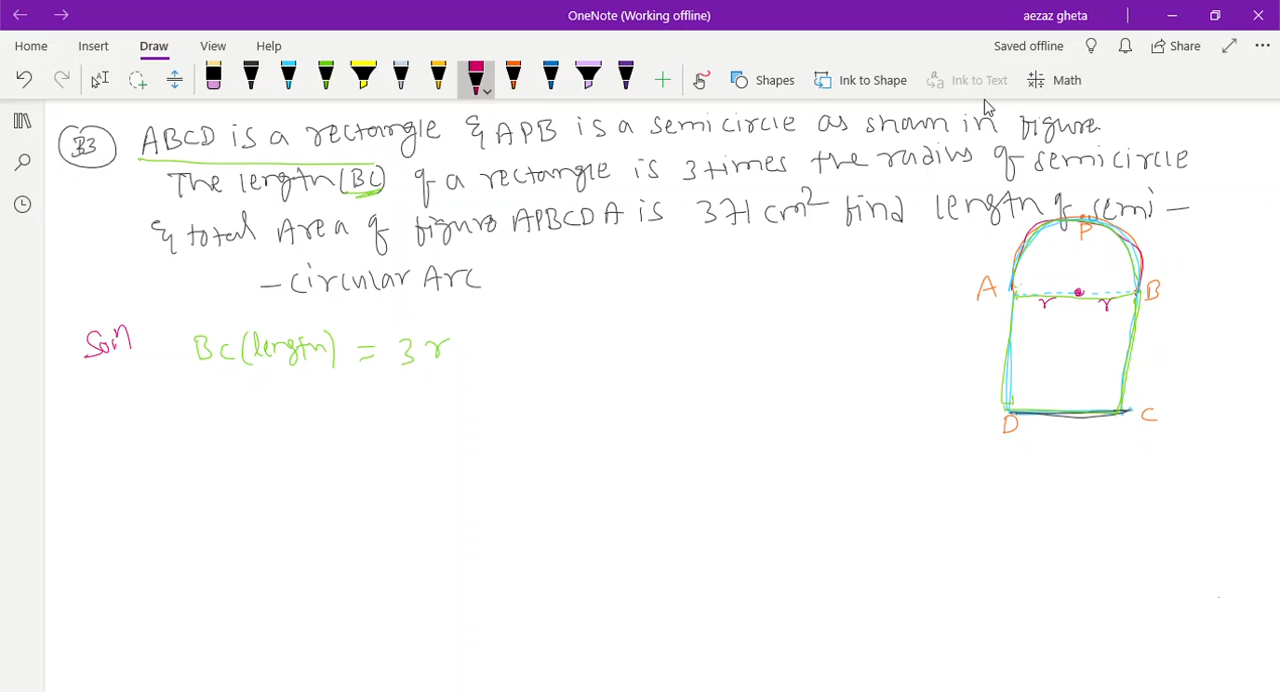 OneNote (Working offline)
aezaz gheta
Home Insert Draw View Help
Saved offline
Share
Shapes
Ink to Shape
Ink to Text
Math
ABCD is a rectangle & APB is a semicircle as shown in figure.
The length (BC) of a rectangle is 3 times the radius of semicircle
& total Area of figure APBCDA is 371 cm² find length of semi-
- circular Arc
P
A
B
r r
D
C
Soln BC (length) = 3r